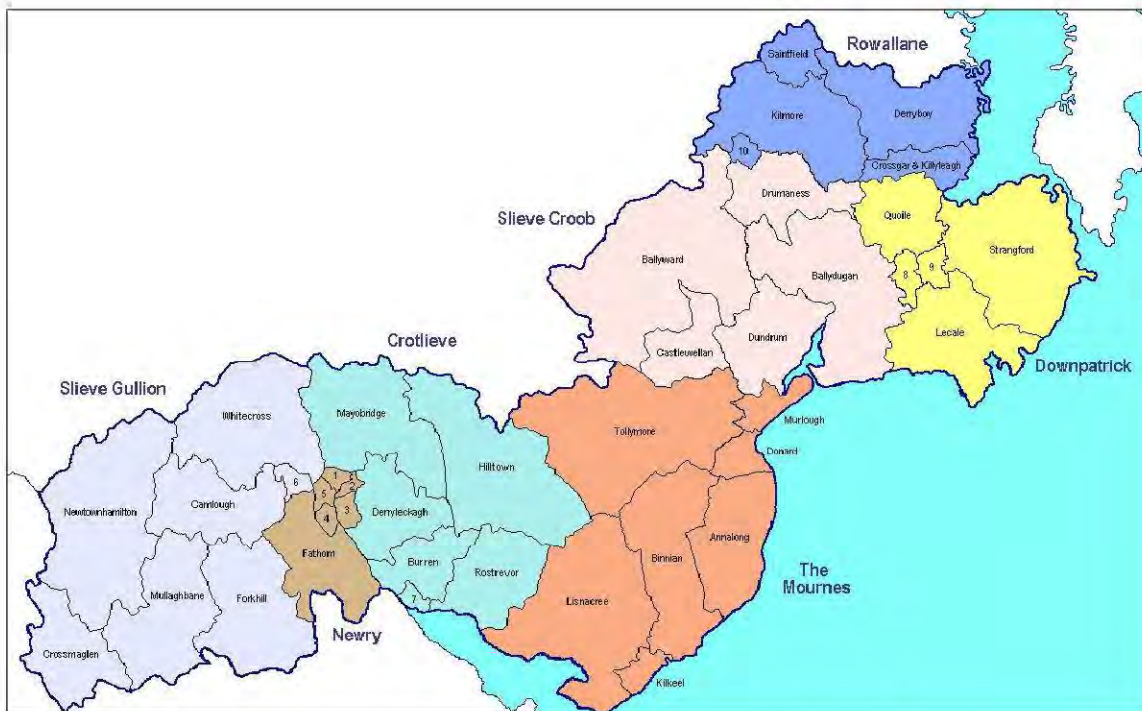 Rowallane
Saintfield
Kilmore
Derryboy
10
Crossgar & Killyleagh
Drumaness
Quoile
Slieve Croob
Strangford
Ballyward
8
9
Ballydugan
Lecale
Dundrum
Castlewellan
Crotlieve
Downpatrick
Slieve Gullion
Whitecross
Mayobridge
Tollymore
Murlough
Donard
Hilltown
1
2
6
5
3
4
Newtownhamilton
Camlough
Derryleckagh
Annalong
Fathom
Binnian
Burren
The
Mournes
Rostrevor
Mullaghbane
Forkhill
Lisnacree
7
Newry
Crossmaglen
Kilkeel